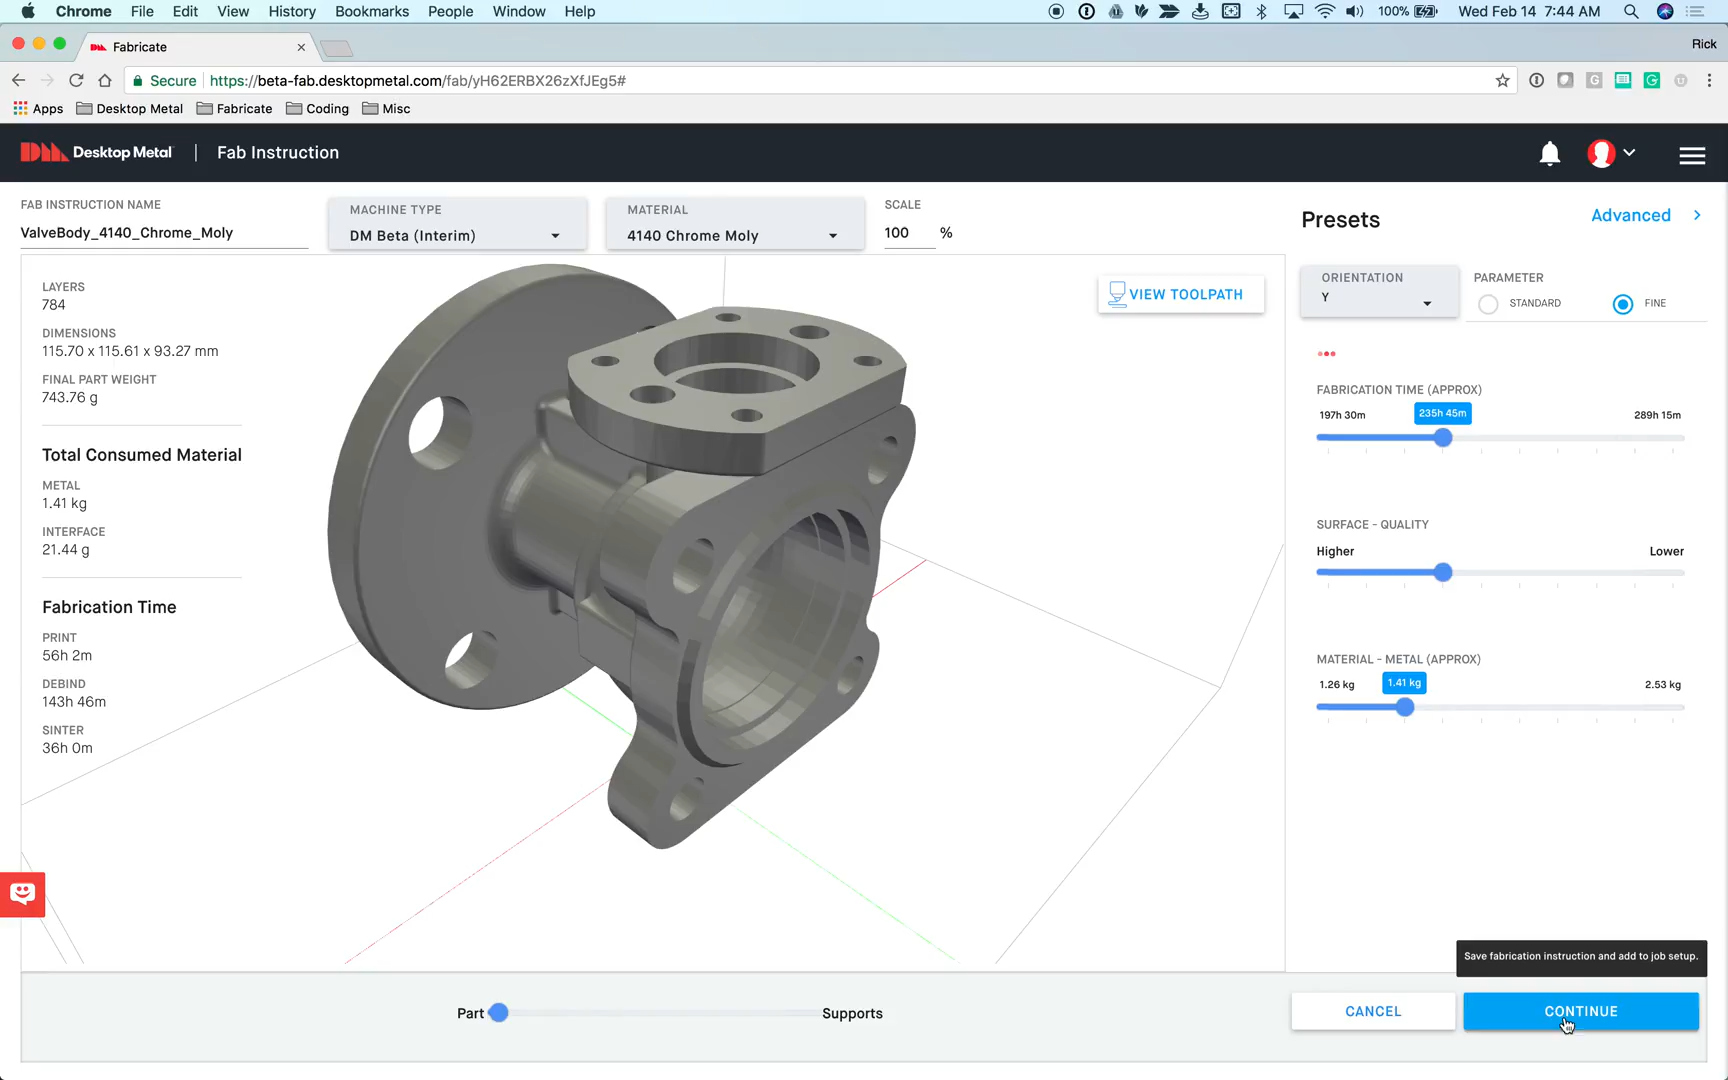 Chrome File Edit View History Bookmarks People Window Help 100% Wed Feb 14 7:44 AM
Fabricate
Rick
Secure https://beta-fab.desktopmetal.com/fab/yH62ERBX26zXfJEg5#
Apps Desktop Metal Fabricate Coding Misc
Desktop Metal Fab Instruction
FAB INSTRUCTION NAME
ValveBody_4140_Chrome_Moly
MACHINE TYPE
DM Beta (Interim)
MATERIAL
4140 Chrome Moly
SCALE
100 %
LAYERS
784
DIMENSIONS
115.70 x 115.61 x 93.27 mm
FINAL PART WEIGHT
743.76 g
Total Consumed Material
METAL
1.41 kg
INTERFACE
21.44 g
Fabrication Time
PRINT
56h 2m
DEBIND
143h 46m
SINTER
36h 0m
VIEW TOOLPATH
Presets
Advanced
ORIENTATION
Y
PARAMETER
STANDARD FINE
FABRICATION TIME (APPROX)
197h 30m 235h 45m 289h 15m
SURFACE - QUALITY
Higher Lower
MATERIAL - METAL (APPROX)
1.26 kg 1.41 kg 2.53 kg
Save fabrication instruction and add to job setup.
Part Supports
CANCEL CONTINUE